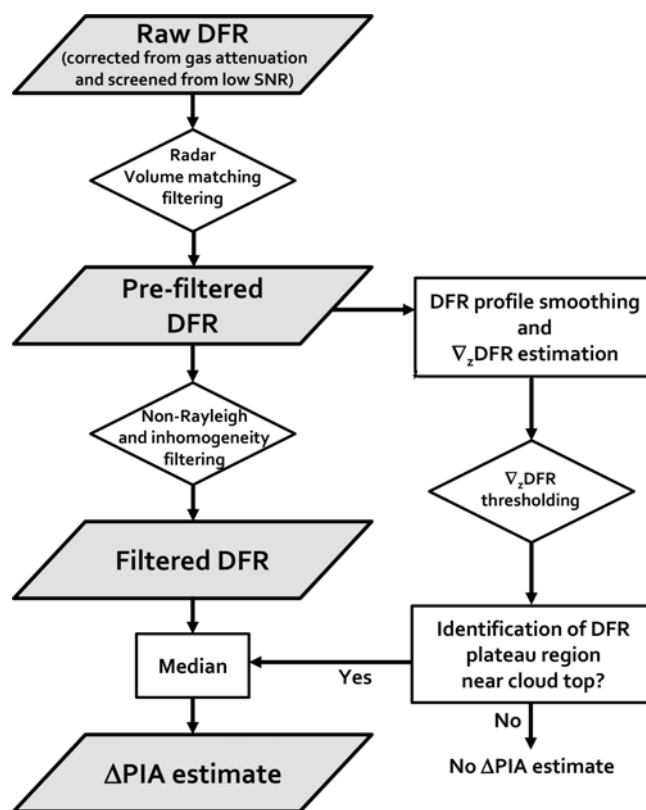 Raw DFR
(corrected from gas attenuation
and screened from low SNR)
Radar
Volume matching
filtering
Pre-filtered
DFR
DFR profile smoothing
and
∇zDFR estimation
Non-Rayleigh
and inhomogeneity
filtering
∇zDFR
thresholding
Filtered DFR
Identification of DFR
plateau region
near cloud top?
Median
Yes
No
ΔPIA estimate
No ΔPIA estimate